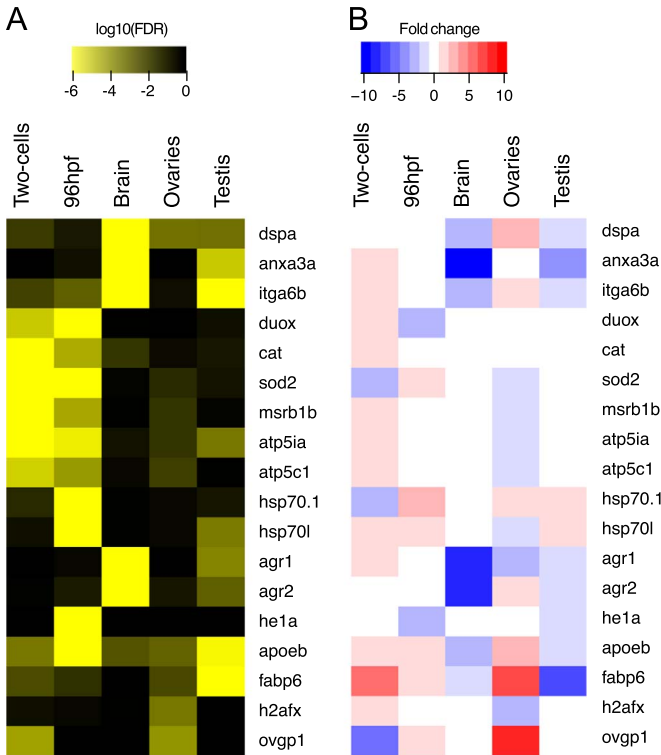 A
log10(FDR)
-6 -4 -2 0
Two-cells 96hpf Brain Ovaries Testis
dspa
anxa3a
itga6b
duox
cat
sod2
msrb1b
atp5ia
atp5c1
hsp70.1
hsp70l
agr1
agr2
he1a
apoeb
fabp6
h2afx
ovgp1
B
Fold change
−10 -5 0 5 10
Two-cells 96hpf Brain Ovaries Testis
dspa
anxa3a
itga6b
duox
cat
sod2
msrb1b
atp5ia
atp5c1
hsp70.1
hsp70l
agr1
agr2
he1a
apoeb
fabp6
h2afx
ovgp1